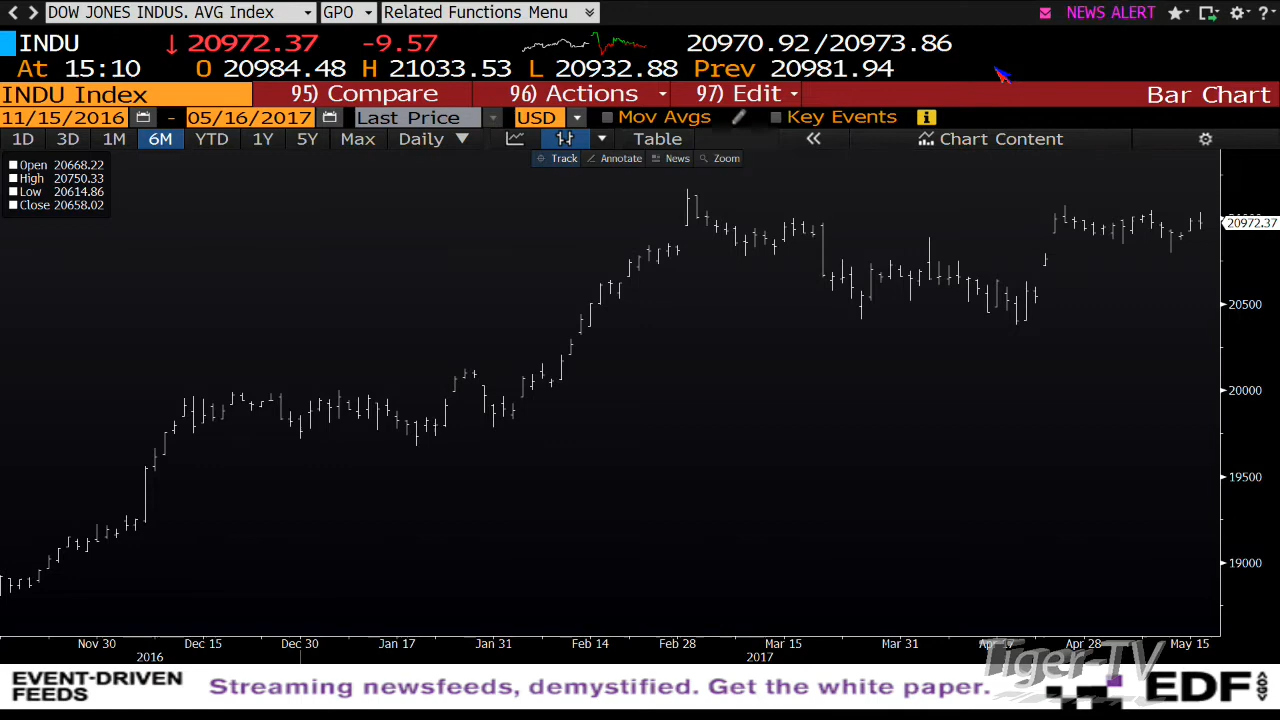 DOW JONES INDUS. AVG Index GPO Related Functions Menu NEWS ALERT ?
INDU 20972.37 -9.57 20970.92/20973.86
At 15:10 O 20984.48 H 21033.53 L 20932.88 Prev 20981.94
INDU Index 95) Compare 96) Actions 97) Edit Bar Chart
11/15/2016 - 05/16/2017 Last Price USD Mov Avgs Key Events i
1D 3D 1M 6M YTD 1Y 5Y Max Daily Table Chart Content
Track Annotate News Zoom
Open 20668.22
High 20750.33
Low 20614.86
Close 20658.02
20972.37
20500
20000
19500
19000
Nov 30 Dec 15 Dec 30 Jan 17 Jan 31 Feb 14 Feb 28 Mar 15 Mar 31 Apr 28 May 15
2016 2017
Tiger-TV
EVENT-DRIVEN
FEEDS
Streaming newsfeeds, demystified. Get the white paper.
EDF